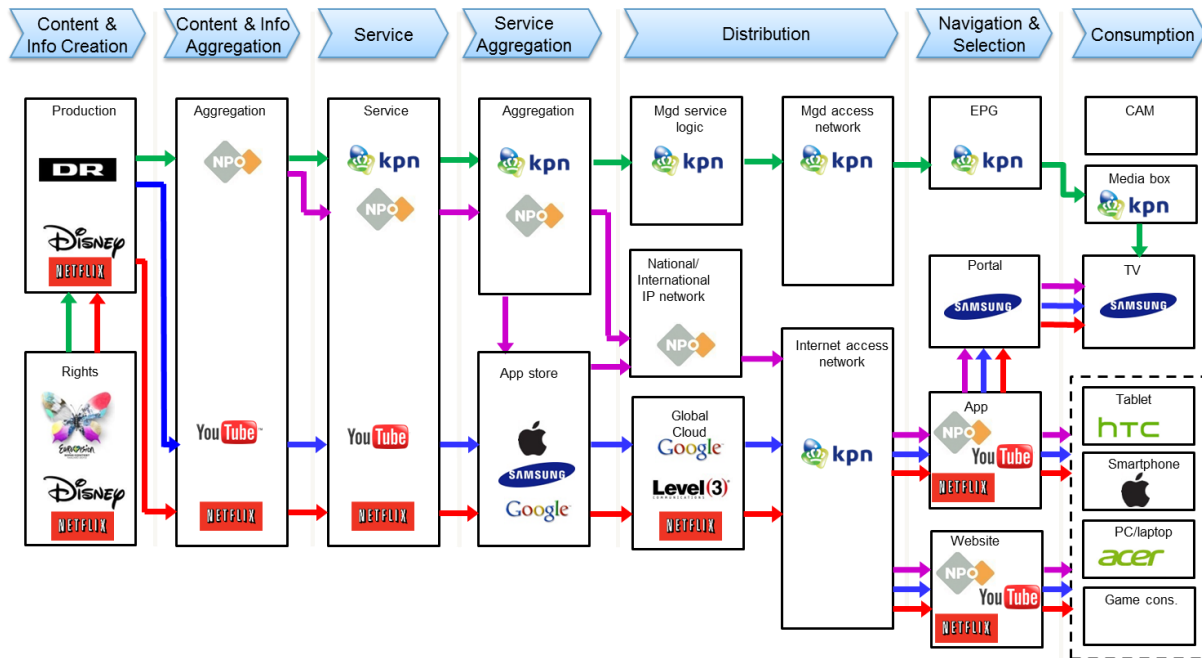 Content &
Info Creation
Content & Info
Aggregation
Service
Service
Aggregation
Distribution
Navigation &
Selection
Consumption
Production
DR
Disney
NETFLIX
Rights
EUROVISION
Disney
NETFLIX
Aggregation
NPO
YouTube
NETFLIX
Service
kpn
NPO
YouTube
NETFLIX
Aggregation
kpn
NPO
App store
SAMSUNG
Google
Mgd service
logic
kpn
National/
International
IP network
NPO
Global
Cloud
Google
Level(3)
COMMUNICATIONS
NETFLIX
Mgd access
network
kpn
Internet access
network
kpn
EPG
kpn
Portal
SAMSUNG
App
NPO
YouTube
NETFLIX
Website
NPO
YouTube
NETFLIX
CAM
Media box
kpn
TV
SAMSUNG
Tablet
hTC
Smartphone
PC/laptop
acer
Game cons.